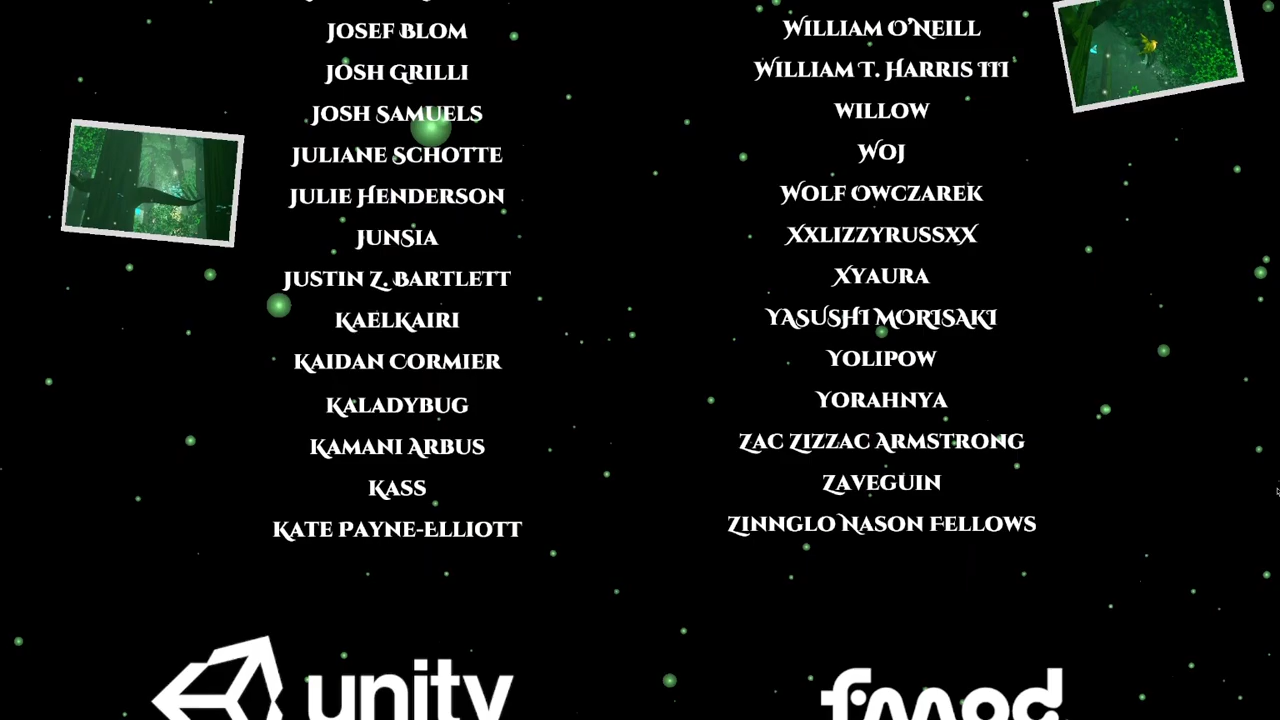 JOSEF BLOM
JOSH GRILLI
JOSH SAMUELS
JULIANE SCHOTTE
JULIE HENDERSON
JUNSIA
JUSTIN Z. BARTLETT
KAELKAIRI
KAIDAN CORMIER
KALADYBUG
KAMANI ARBUS
KASS
KATE PAYNE-ELLIOTT
WILLIAM O'NEILL
WILLIAM T. HARRIS III
WILLOW
WOJ
WOLF OWCZAREK
XXLIZZYRUSSXX
XYAURA
YASUSHI MORISAKI
YOLIPOW
YORAHNYA
ZAC ZIZZAC ARMSTRONG
ZAVEGUIN
ZINNGLO NASON FELLOWS
unity
fmod